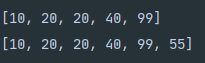 [10, 20, 20, 40, 99]
[10, 20, 20, 40, 99, 55]